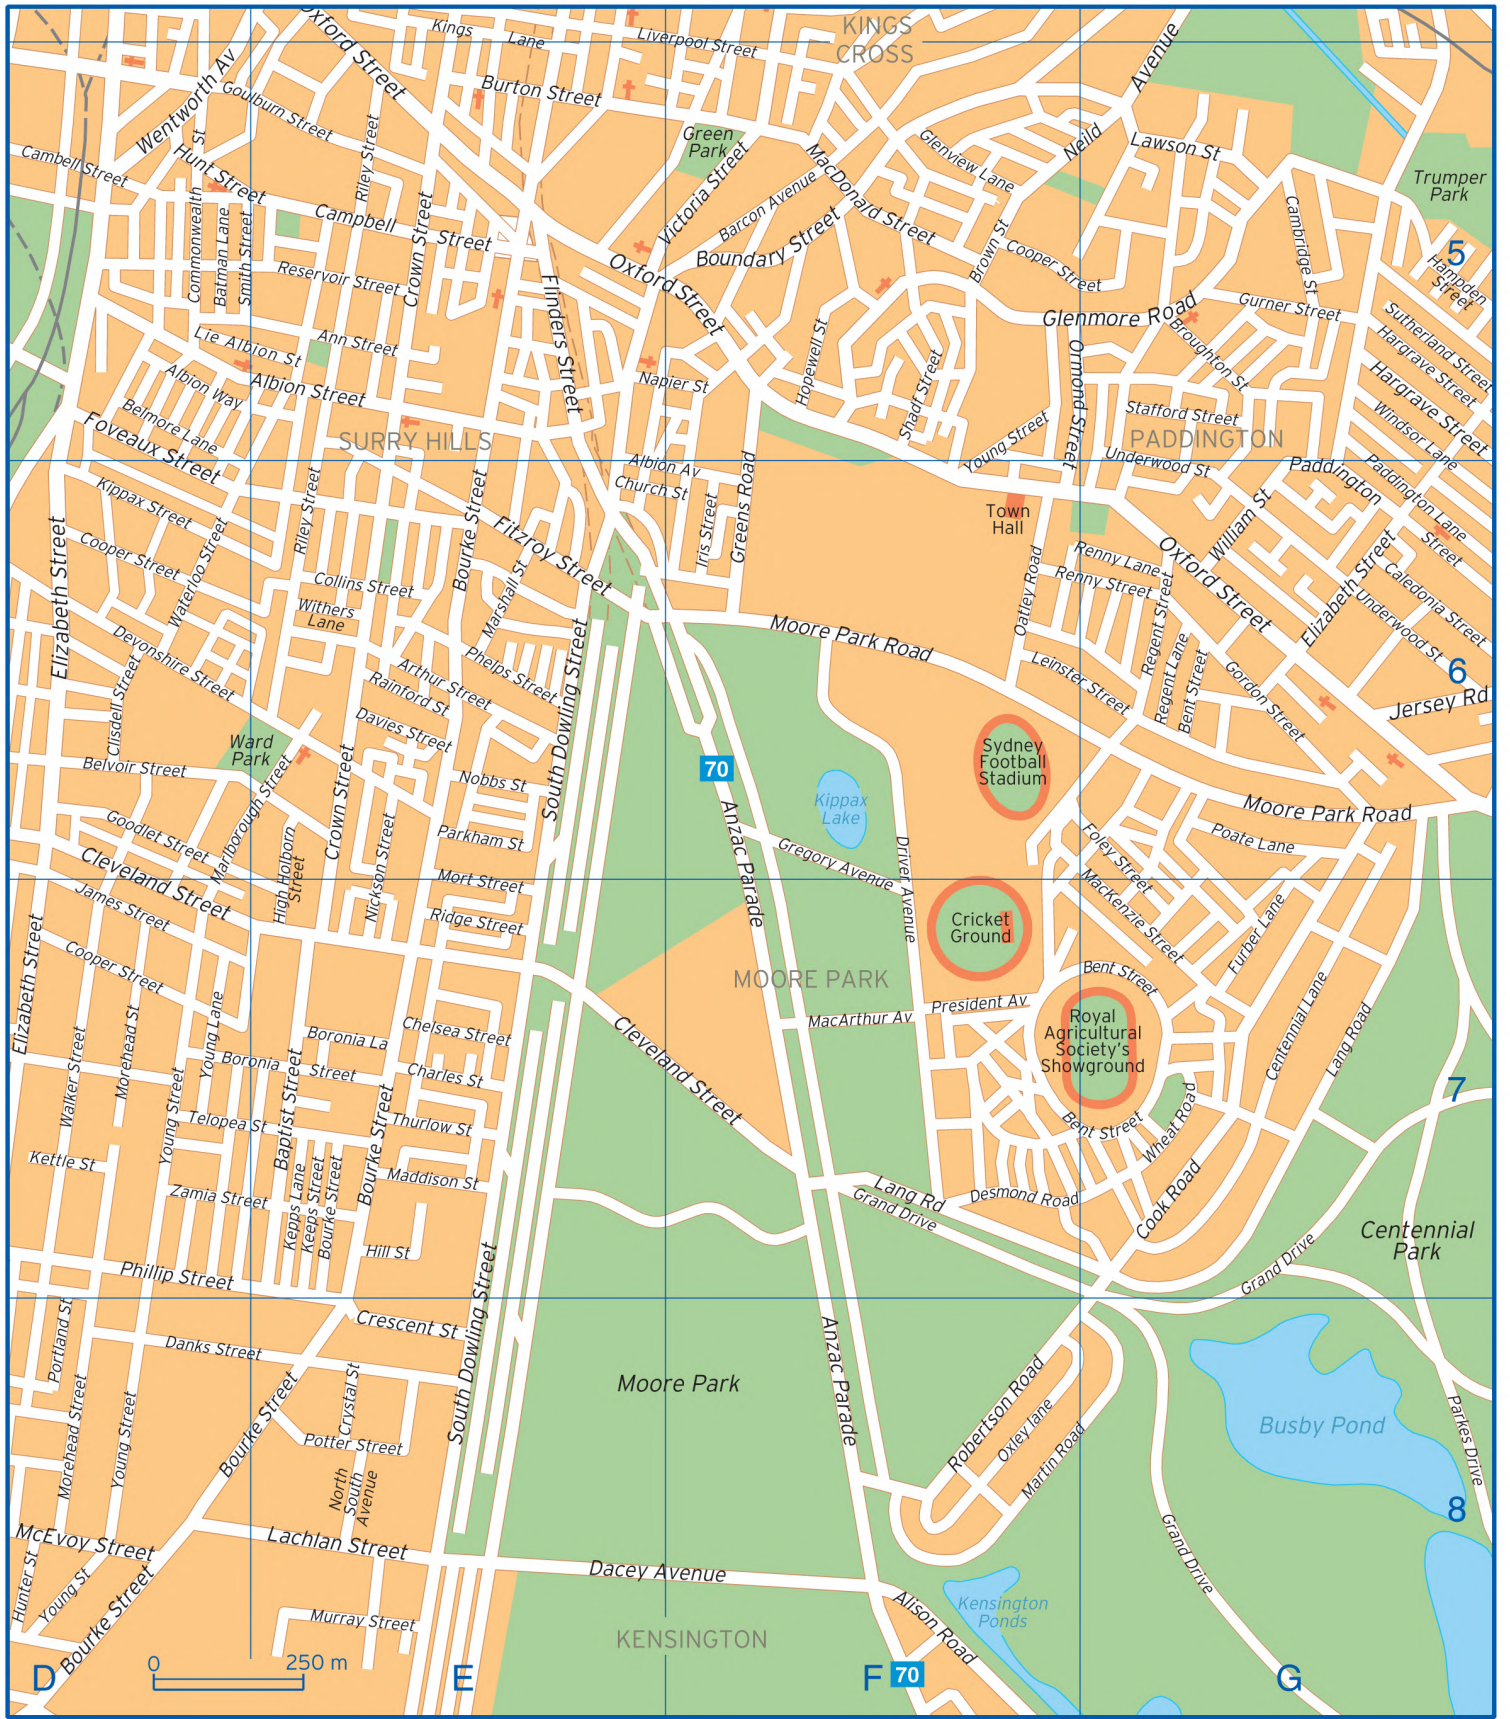 KINGS
CROSS
Oxford Street
Kings
Lane
Liverpool Street
Avenue
Wentworth Av
Goulburn Street
Burton Street
Green
Park
Neild
Lawson St
Glenview Lane
Trumper
Park
Cambell Street
Hunt Street
St
Riley Street
MacDonald Street
Victoria Street
Barcon Avenue
Boundary Street
Commonwealth
Batman Lane
Smith Street
Campbell
Street
Crown Street
Reservoir Street
Brown St
Cooper Street
Cambridge St
5
Hampden
Street
Oxford Street
Flinders Street
Glenmore Road
Gurner Street
Sutherland Street
Hargrave Street
Hargrave Street
Lie Albion St
Ann Street
Albion Way
Albion Street
Belmore Lane
Hopewell St
Shadf Street
Ormond Street
Broughton St
Napier St
Stafford Street
Windsor Lane
Foveaux Street
SURRY HILLS
Young Street
PADDINGTON
Underwood St
Paddington
Street
Paddington Lane
Albion Av
Church St
Greens Road
Iris Street
Kippax Street
Riley Street
Bourke Street
Fitzroy Street
Town
Hall
William St
Elizabeth Street
Cooper Street
Waterloo Street
Collins Street
Withers
Lane
Marshall St
Oatley Road
Renny Lane
Renny Street
Oxford Street
Elizabeth Street
Caledonia Street
Underwood St
Devonshire Street
Moore Park Road
Regent Street
Regent Lane
Bent Street
Leinster Street
Gordon Street
6
Jersey Rd
Clisdell Street
Arthur Street
Rainford St
Phelps Street
South Dowling Street
Davies Street
Ward
Park
Sydney
Football
Stadium
Belvoir Street
Nobbs St
70
Kippax
Lake
Moore Park Road
Goodlet Street
Marlborough Street
Crown Street
High Holborn
Street
Nickson Street
Parkham St
Anzac Parade
Gregory Avenue
Driver Avenue
Foley Street
Poate Lane
Cleveland Street
James Street
Mort Street
Ridge Street
MacKenzie Street
Furber Lane
Cricket
Ground
Elizabeth Street
Cooper Street
MOORE PARK
Bent Street
President Av
MacArthur Av
Royal
Agricultural
Society's
Showground
Centennial Lane
Lang Road
Walker Street
Morehead St
Young Lane
Boronia La
Boronia
Street
Chelsea Street
Charles St
Cleveland Street
7
Young Street
Telopea St
Baptist Street
Bourke Street
Thurlow St
Bent Street
Wheat Road
Kettle St
Zamia Street
Kepps Lane
Keeps Street
Bourke Street
Maddison St
Lang Rd
Grand Drive
Desmond Road
Cook Road
Centennial
Park
Hill St
Phillip Street
South Dowling Street
Grand Drive
Portland St
Crescent St
Danks Street
Crystal St
Anzac Parade
Moore Park
Robertson Road
Oxley lane
Martin Road
Busby Pond
Parkes Drive
Morehead Street
Young Street
Bourke Street
Potter Street
North
South
Avenue
8
McEvoy Street
Lachlan Street
Dacey Avenue
Grand Drive
Hunter St
Young St
Bourke Street
Murray Street
Alison Road
Kensington
Ponds
KENSINGTON
0
250 m
D
E
F
70
G